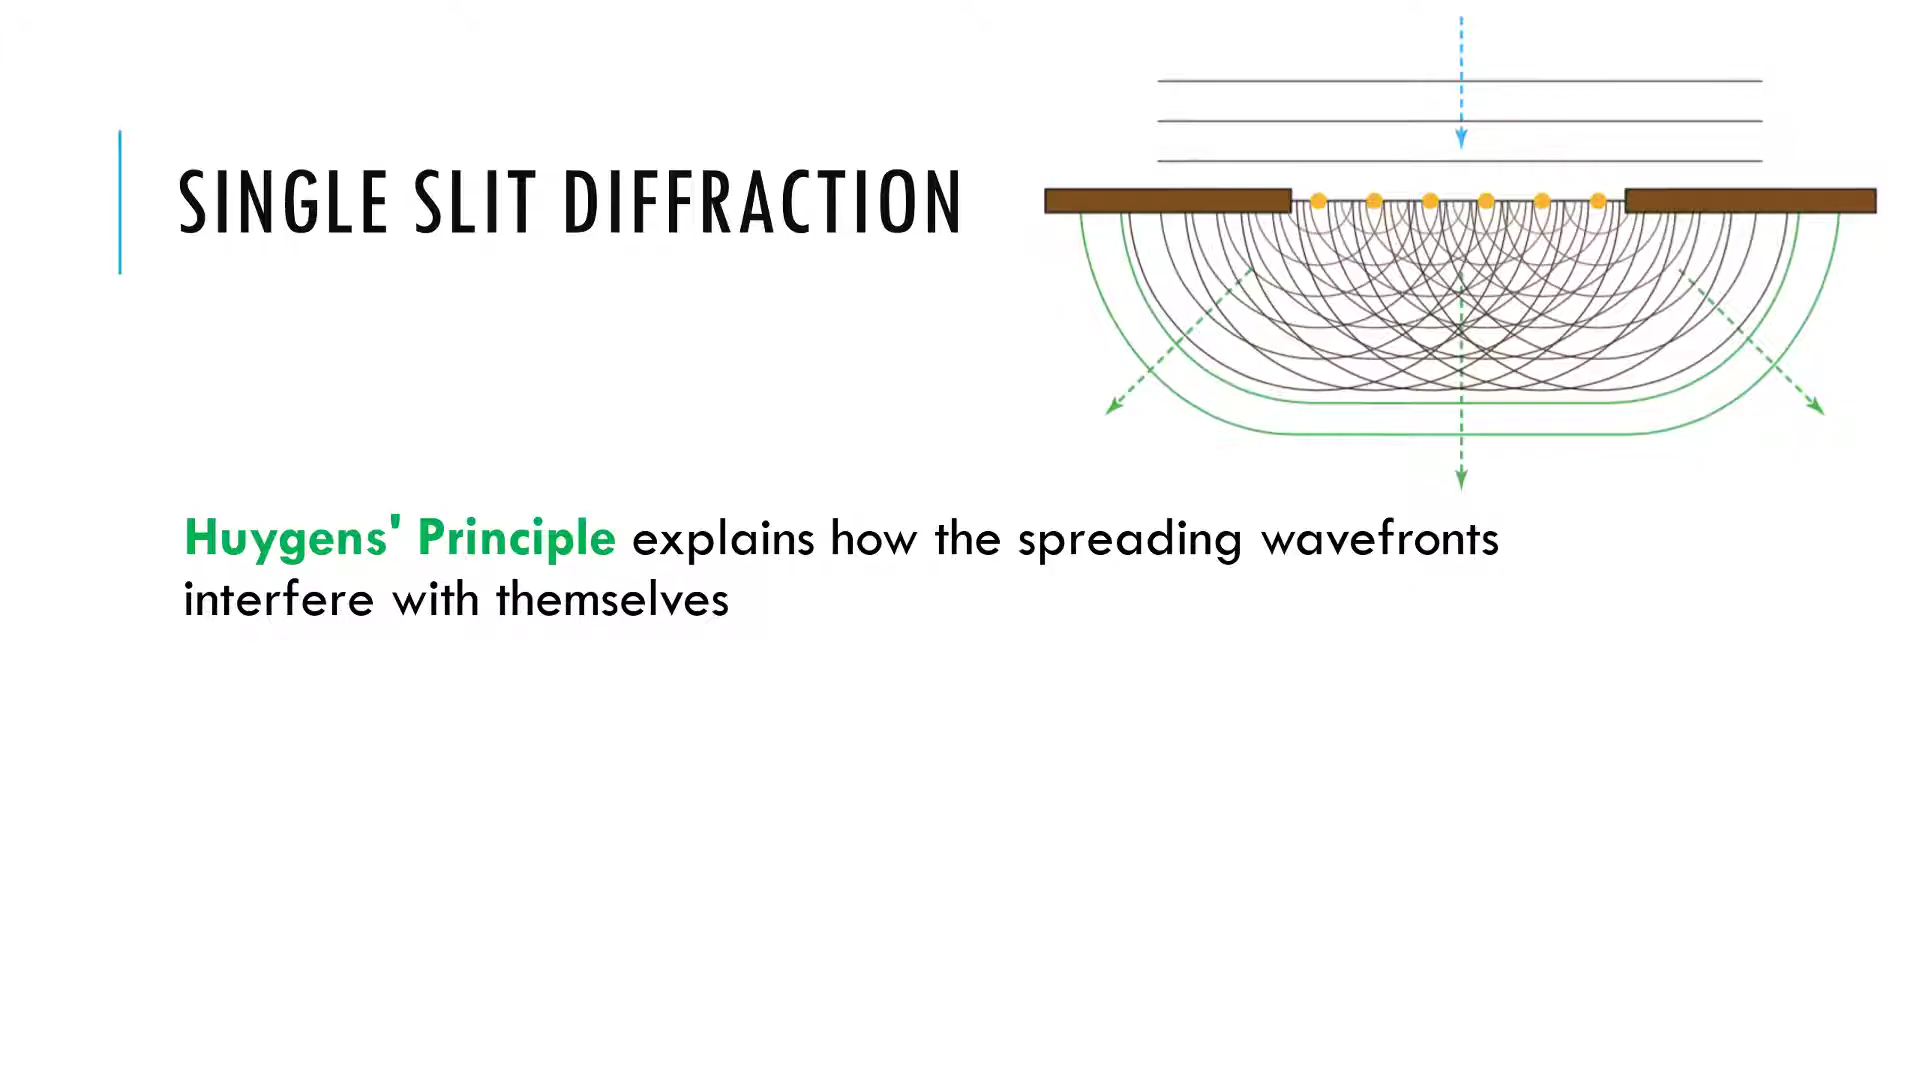 SINGLE SLIT DIFFRACTION
Huygens' Principle explains how the spreading wavefronts
interfere with themselves